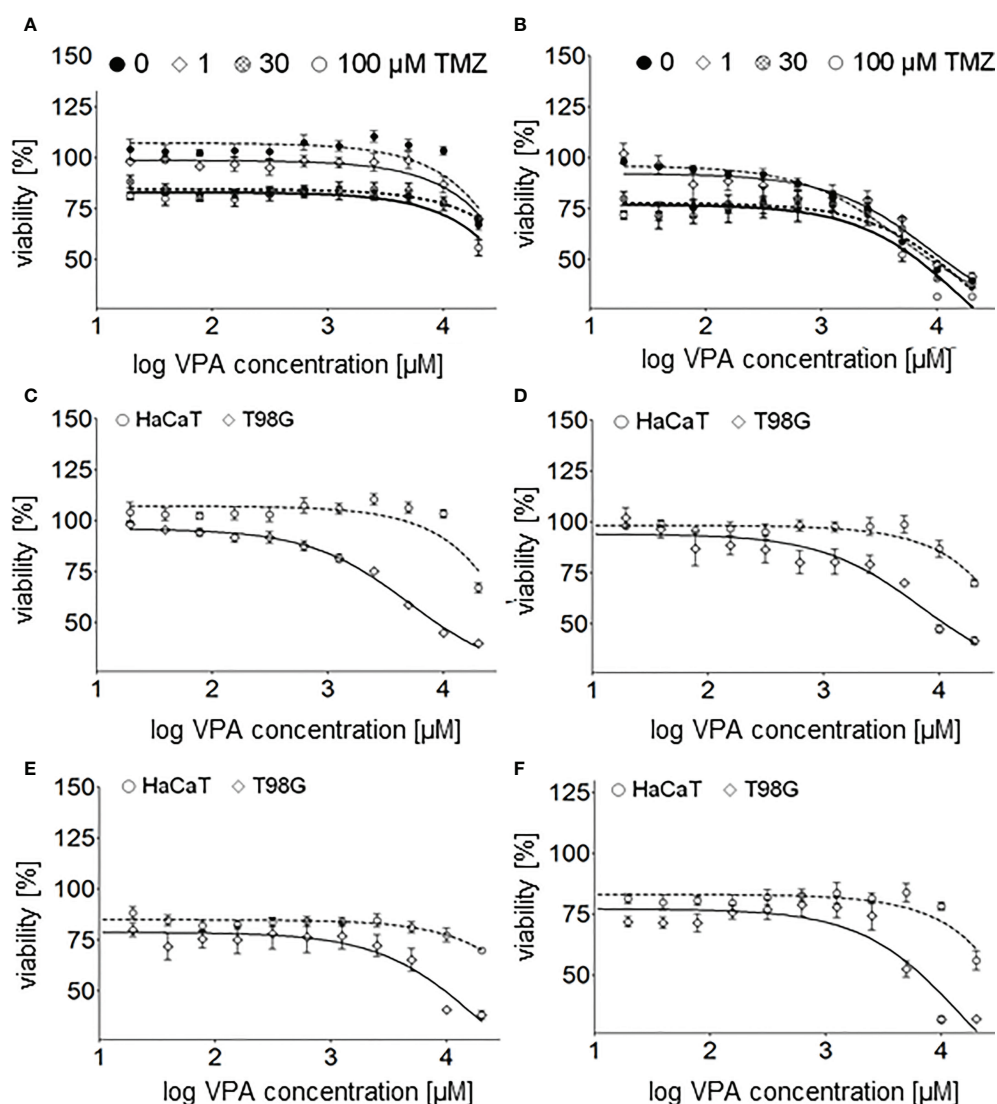 A
150
125
100
75
50
viability [%]
0 1 30 100 µM TMZ
1 2 3 4
log VPA concentration [µM]
B
150
125
100
75
50
viability [%]
0 1 30 100 µM TMZ
1 2 3 4
log VPA concentration [µM]
C
150
125
100
75
50
viability [%]
HaCaT T98G
1 2 3 4
log VPA concentration [µM]
D
150
125
100
75
50
viability [%]
HaCaT T98G
1 2 3 4
log VPA concentration [µM]
E
150
125
100
75
50
viability [%]
HaCaT T98G
1 2 3 4
log VPA concentration [µM]
F
125
100
75
50
viability [%]
HaCaT T98G
1 2 3 4
log VPA concentration [µM]